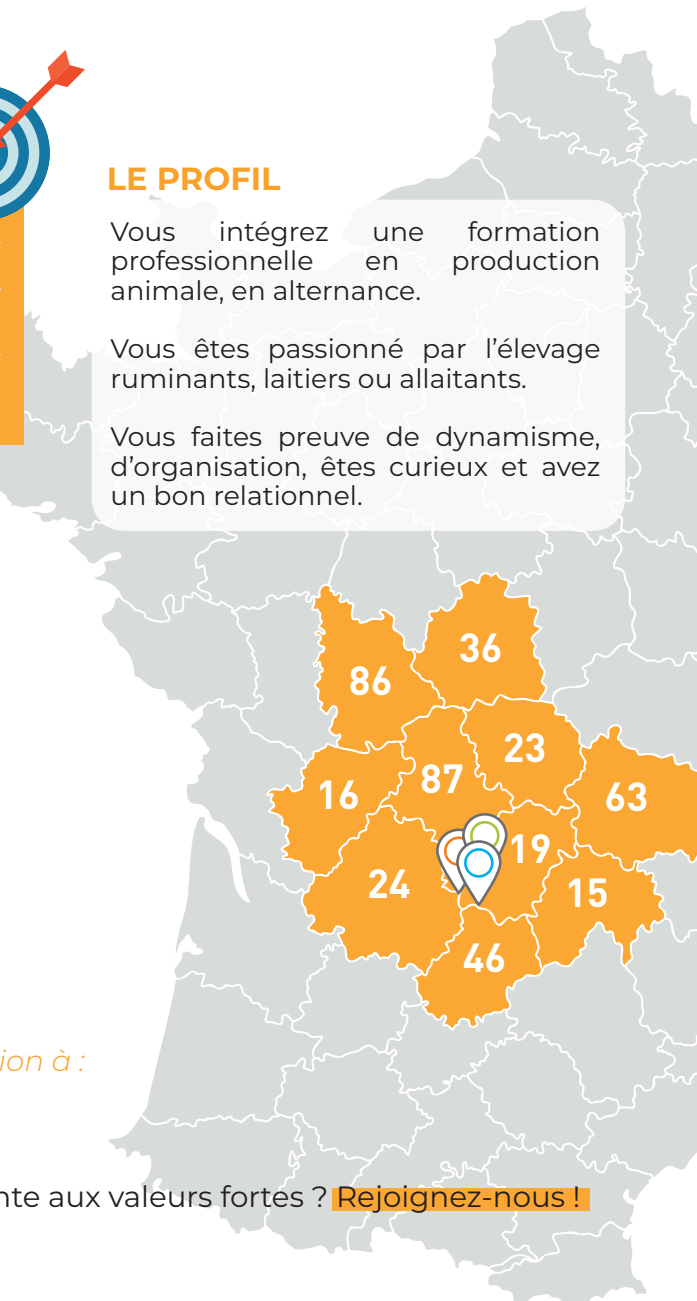 LE PROFIL
Vous intégrez une formation
professionnelle en production
animale, en alternance.
Vous êtes passionné par l’élevage
ruminants, laitiers ou allaitants.
Vous faites preuve de dynamisme,
d’organisation, êtes curieux et avez
un bon relationnel.
36
86
23
87
16
63
19
24
15
46
ion à :
nte aux valeurs fortes ? Rejoignez-nous !